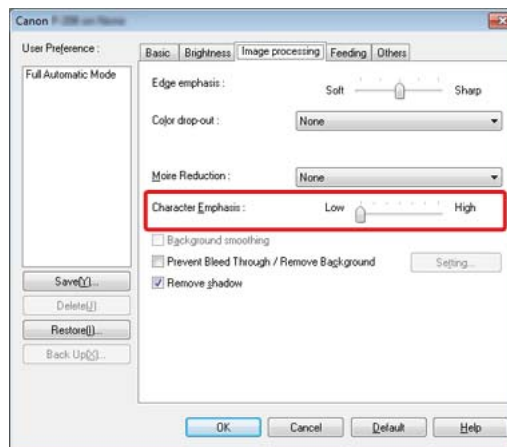 Canon
User Preference :
Full Automatic Mode
Save(Y)...
Delete(J)
Restore(I)...
Back Up(X)...
Basic Brightness Image processing Feeding Others
Edge emphasis : Soft Sharp
Color drop-out : None
Moire Reduction : None
Character Emphasis : Low High
Background smoothing
Prevent Bleed Through / Remove Background Setting...
Remove shadow
OK Cancel Default Help